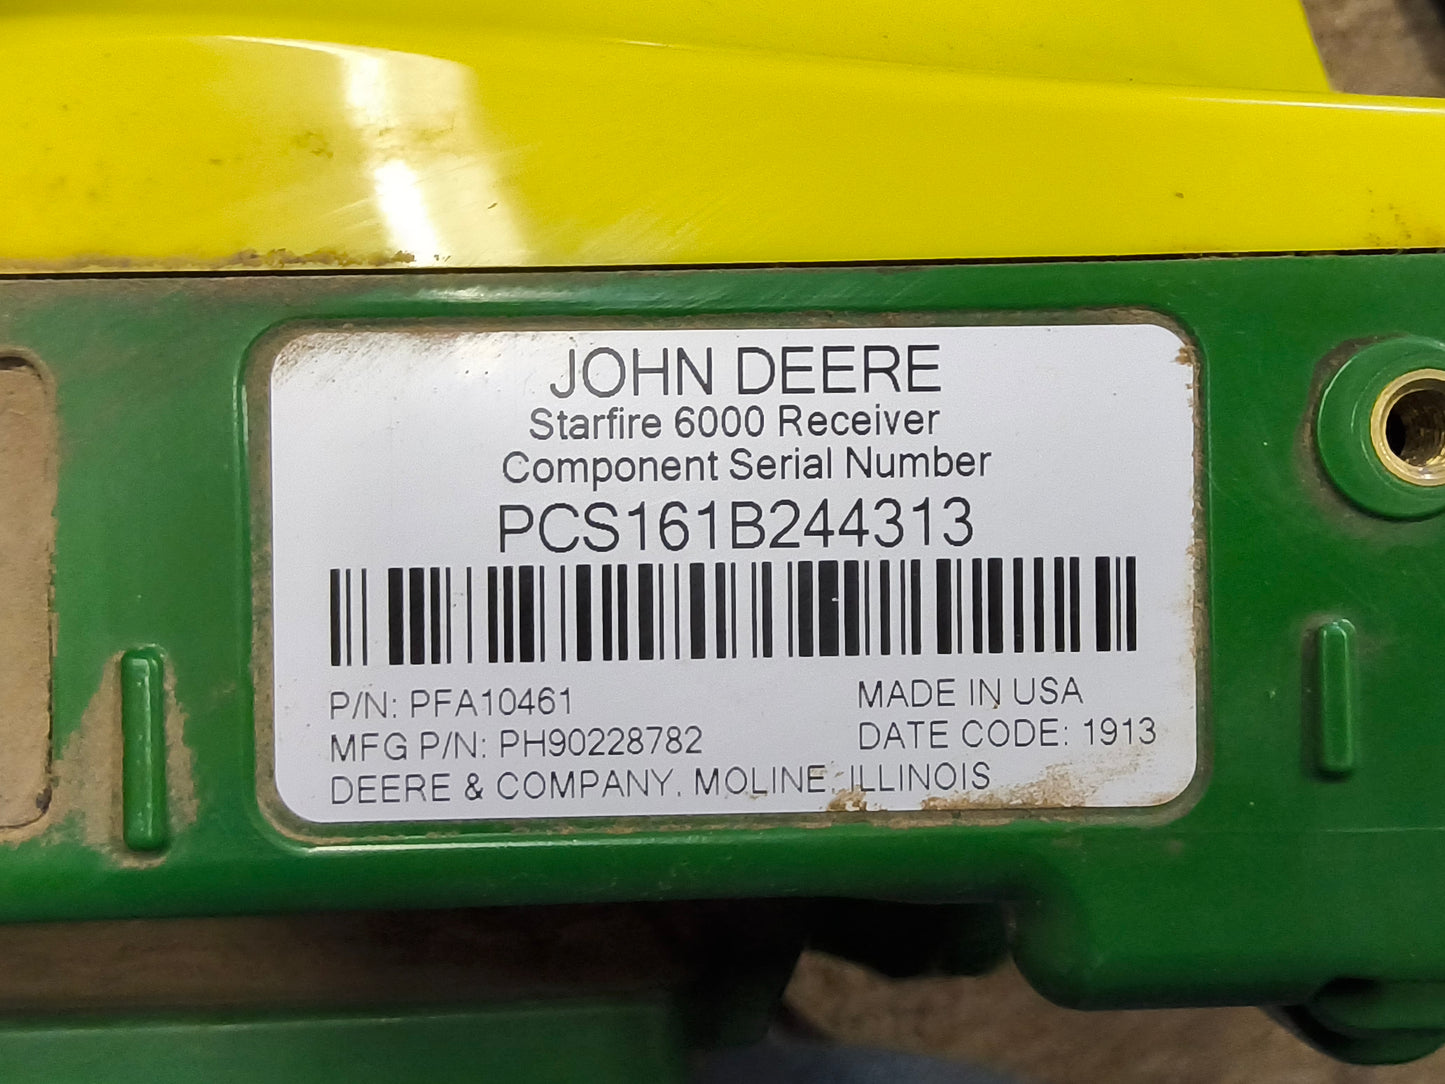 JOHN DEERE
Starfire 6000 Receiver
Component Serial Number
PCS161B244313
P/N: PFA10461
MADE IN USA
MFG P/N: PH90228782
DATE CODE: 1913
DEERE & COMPANY, MOLINE, ILLINOIS